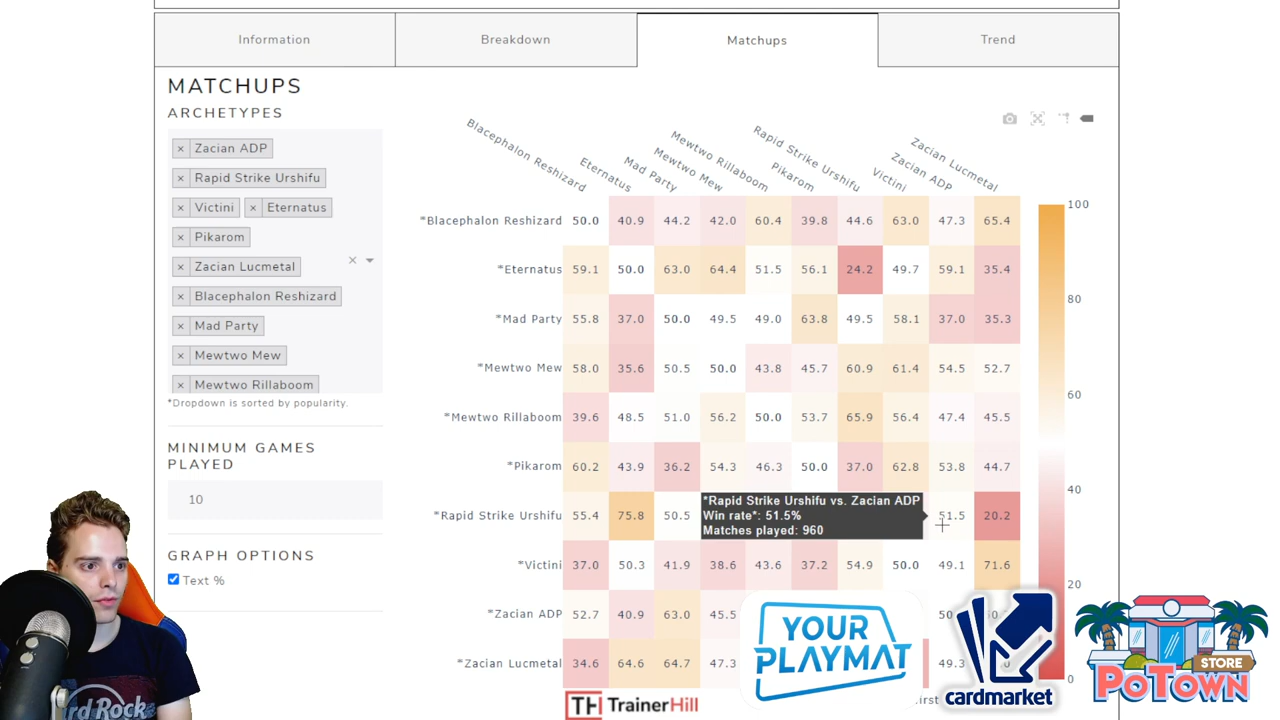 Information
Breakdown
Matchups
Trend
MATCHUPS
ARCHETYPES
× Zacian ADP
× Rapid Strike Urshifu
× Victini × Eternatus
× Pikarom
× Zacian Lucmetal
× Blacephalon Reshizard
× Mad Party
× Mewtwo Mew
× Mewtwo Rillaboom
*Dropdown is sorted by popularity.
MINIMUM GAMES
PLAYED
10
GRAPH OPTIONS
Text %
Blacephalon Reshizard
Eternatus
Mad Party
Mewtwo Mew
Mewtwo Rillaboom
Pikarom
Rapid Strike Urshifu
Victini
Zacian ADP
Zacian Lucmetal
*Blacephalon Reshizard 50.0 40.9 44.2 42.0 60.4 39.8 44.6 63.0 47.3 65.4
*Eternatus 59.1 50.0 63.0 64.4 51.5 56.1 24.2 49.7 59.1 35.4
*Mad Party 55.8 37.0 50.0 49.5 49.0 63.8 49.5 58.1 37.0 35.3
*Mewtwo Mew 58.0 35.6 50.5 50.0 43.8 45.7 60.9 61.4 54.5 52.7
*Mewtwo Rillaboom 39.6 48.5 51.0 56.2 50.0 53.7 65.9 56.4 47.4 45.5
*Pikarom 60.2 43.9 36.2 54.3 46.3 50.0 37.0 62.8 53.8 44.7
*Rapid Strike Urshifu 55.4 75.8 50.5 51.5 20.2
*Rapid Strike Urshifu vs. Zacian ADP
Win rate*: 51.5%
Matches played: 960
*Victini 37.0 50.3 41.9 38.6 43.6 37.2 54.9 50.0 49.1 71.6
*Zacian ADP 52.7 40.9 63.0 45.5
*Zacian Lucmetal 34.6 64.6 64.7 47.3 49.3
100
80
60
40
20
0
TH TrainerHill
YOUR
PLAYMAT
cardmarket
STORE
POTOWN
rd Rock